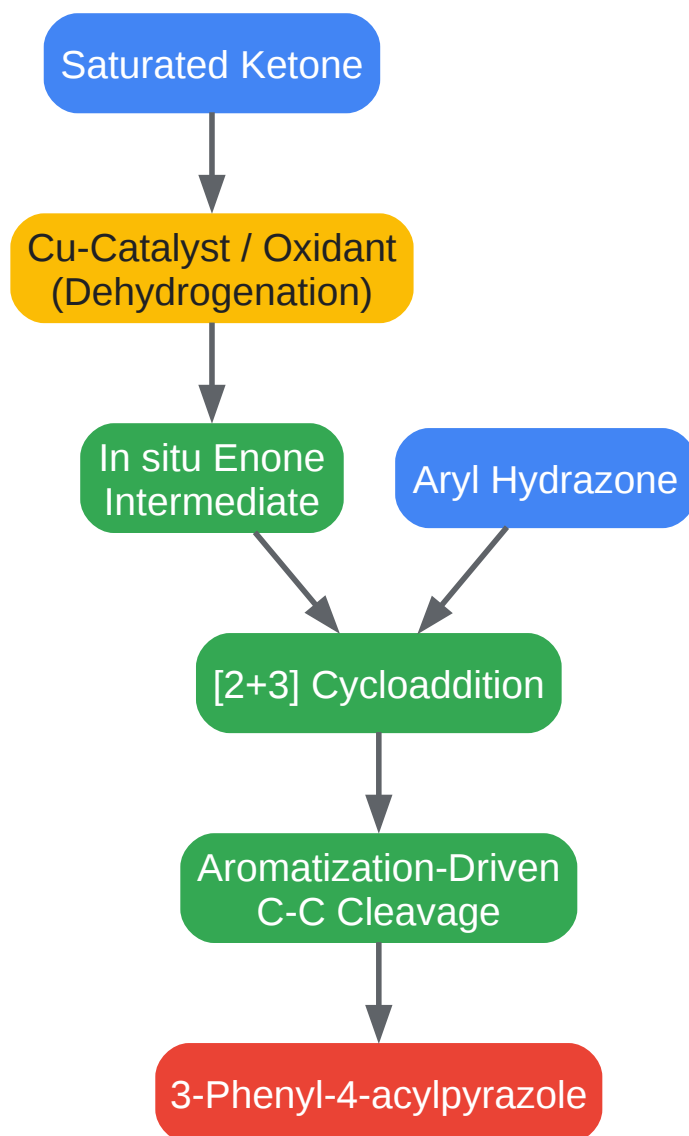 Saturated Ketone
Cu-Catalyst / Oxidant
(Dehydrogenation)
In situ Enone
Intermediate
Aryl Hydrazone
[2+3] Cycloaddition
Aromatization-Driven
C-C Cleavage
3-Phenyl-4-acylpyrazole